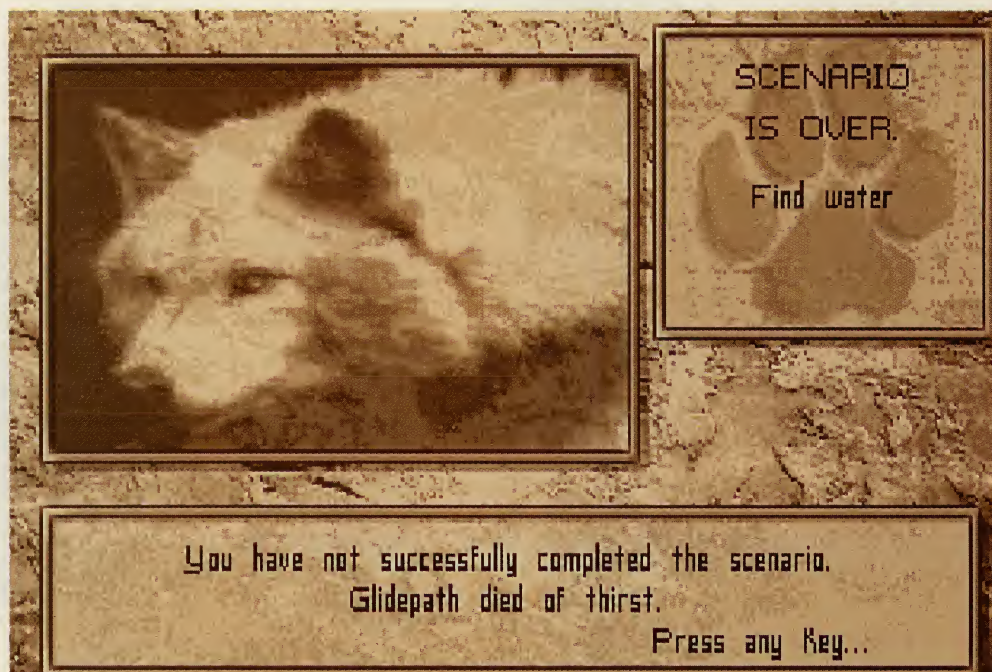 SCENARIO
IS OVER.
Find water
You have not successfully completed the scenario.
Glidepath died of thirst.
Press any Key...